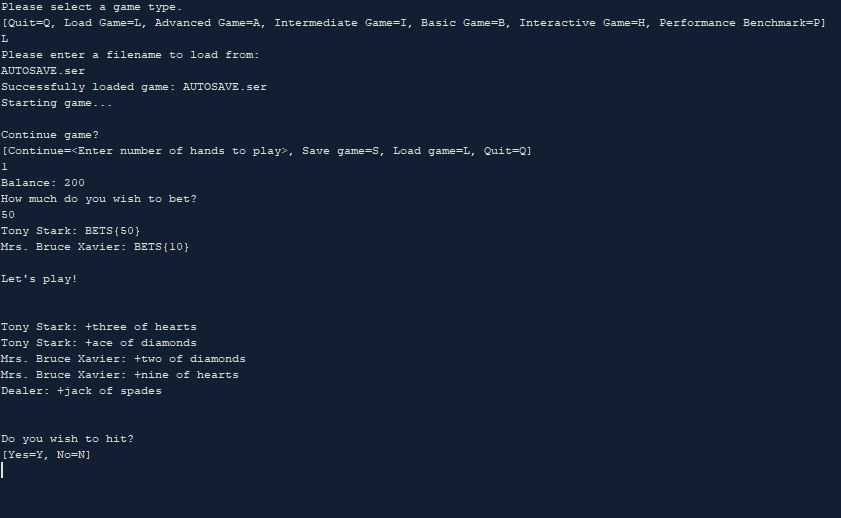 Please select a game type.
[Quit=Q, Load Game=L, Advanced Game=A, Intermediate Game=I, Basic Game=B, Interactive Game=H, Performance Benchmark=P]
L
Please enter a filename to load from:
AUTOSAVE.ser
Successfully loaded game: AUTOSAVE.ser
Starting game...
Continue game?
[Continue=<Enter number of hands to play>, Save game=S, Load game=L, Quit=Q]
1
Balance: 200
How much do you wish to bet?
50
Tony Stark: BETS{50}
Mrs. Bruce Xavier: BETS{10}
Let's play!
Tony Stark: +three of hearts
Tony Stark: +ace of diamonds
Mrs. Bruce Xavier: +two of diamonds
Mrs. Bruce Xavier: +nine of hearts
Dealer: +jack of spades
Do you wish to hit?
[Yes=Y, No=N]